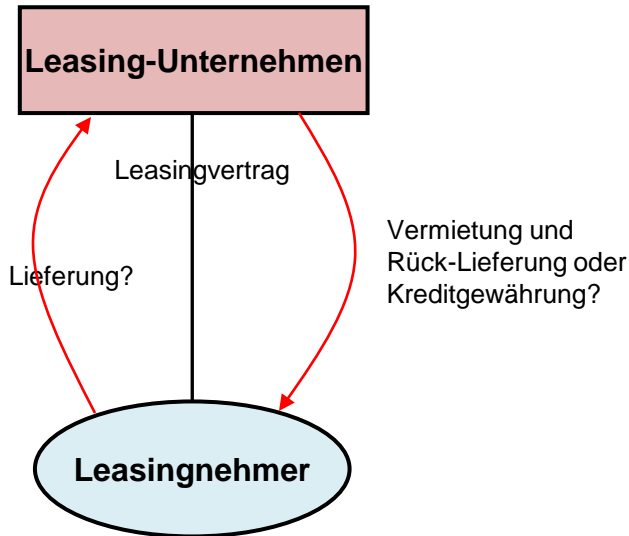 Leasing-Unternehmen
Leasingvertrag
Vermietung und
Rück-Lieferung oder
Kreditgewährung?
Lieferung?
Leasingnehmer